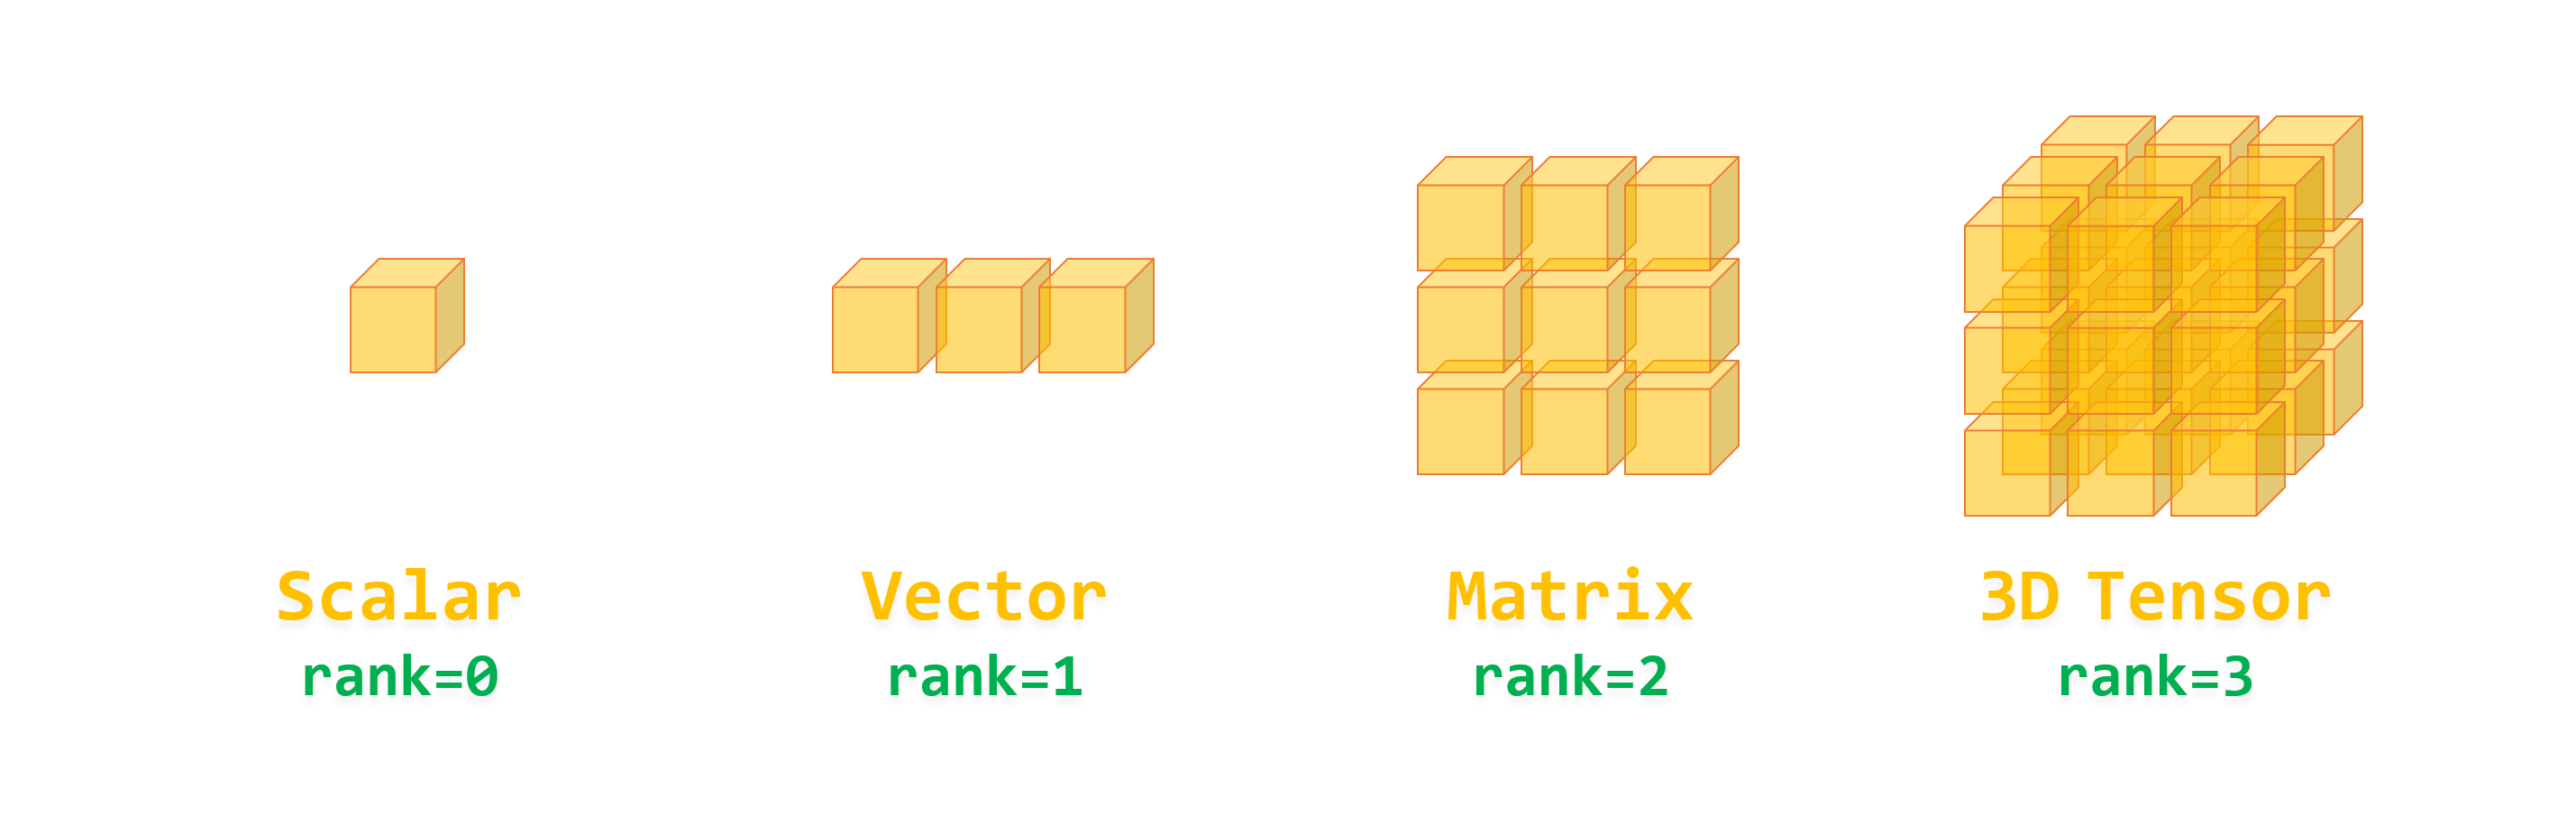 Scalar
rank=0
Vector
rank=1
Matrix
rank=2
3D Tensor
rank=3